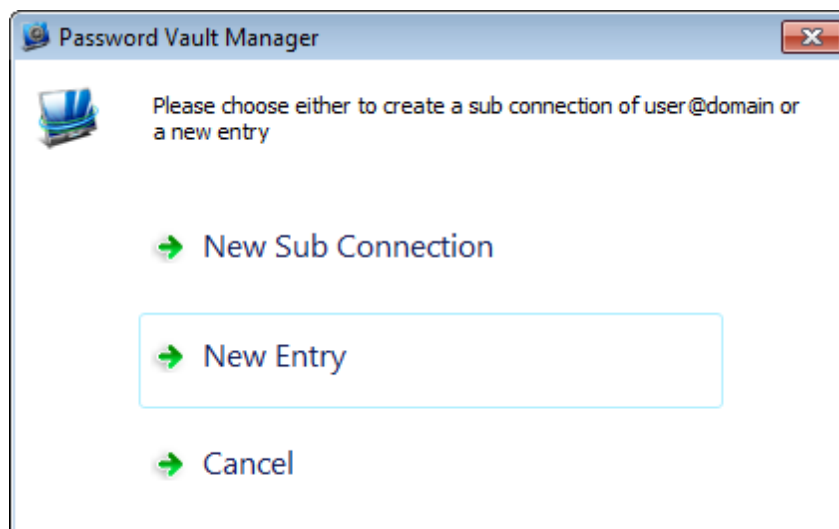 Password Vault Manager
Please choose either to create a sub connection of user@domain or
a new entry
New Sub Connection
New Entry
Cancel